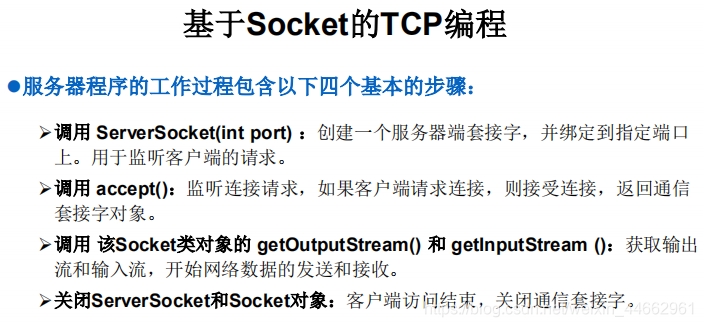 基于Socket的TCP编程
●服务器程序的工作过程包含以下四个基本的步骤：
➢调用 ServerSocket(int port) ：创建一个服务器端套接字，并绑定到指定端口
上。用于监听客户端的请求。
➢调用 accept()：监听连接请求，如果客户端请求连接，则接受连接，返回通信
套接字对象。
➢调用 该Socket类对象的 getOutputStream() 和 getInputStream ()：获取输出
流和输入流，开始网络数据的发送和接收。
➢关闭ServerSocket和Socket对象：客户端访问结束，关闭通信套接字。
https://blog.csdn.net/weixin_44662961